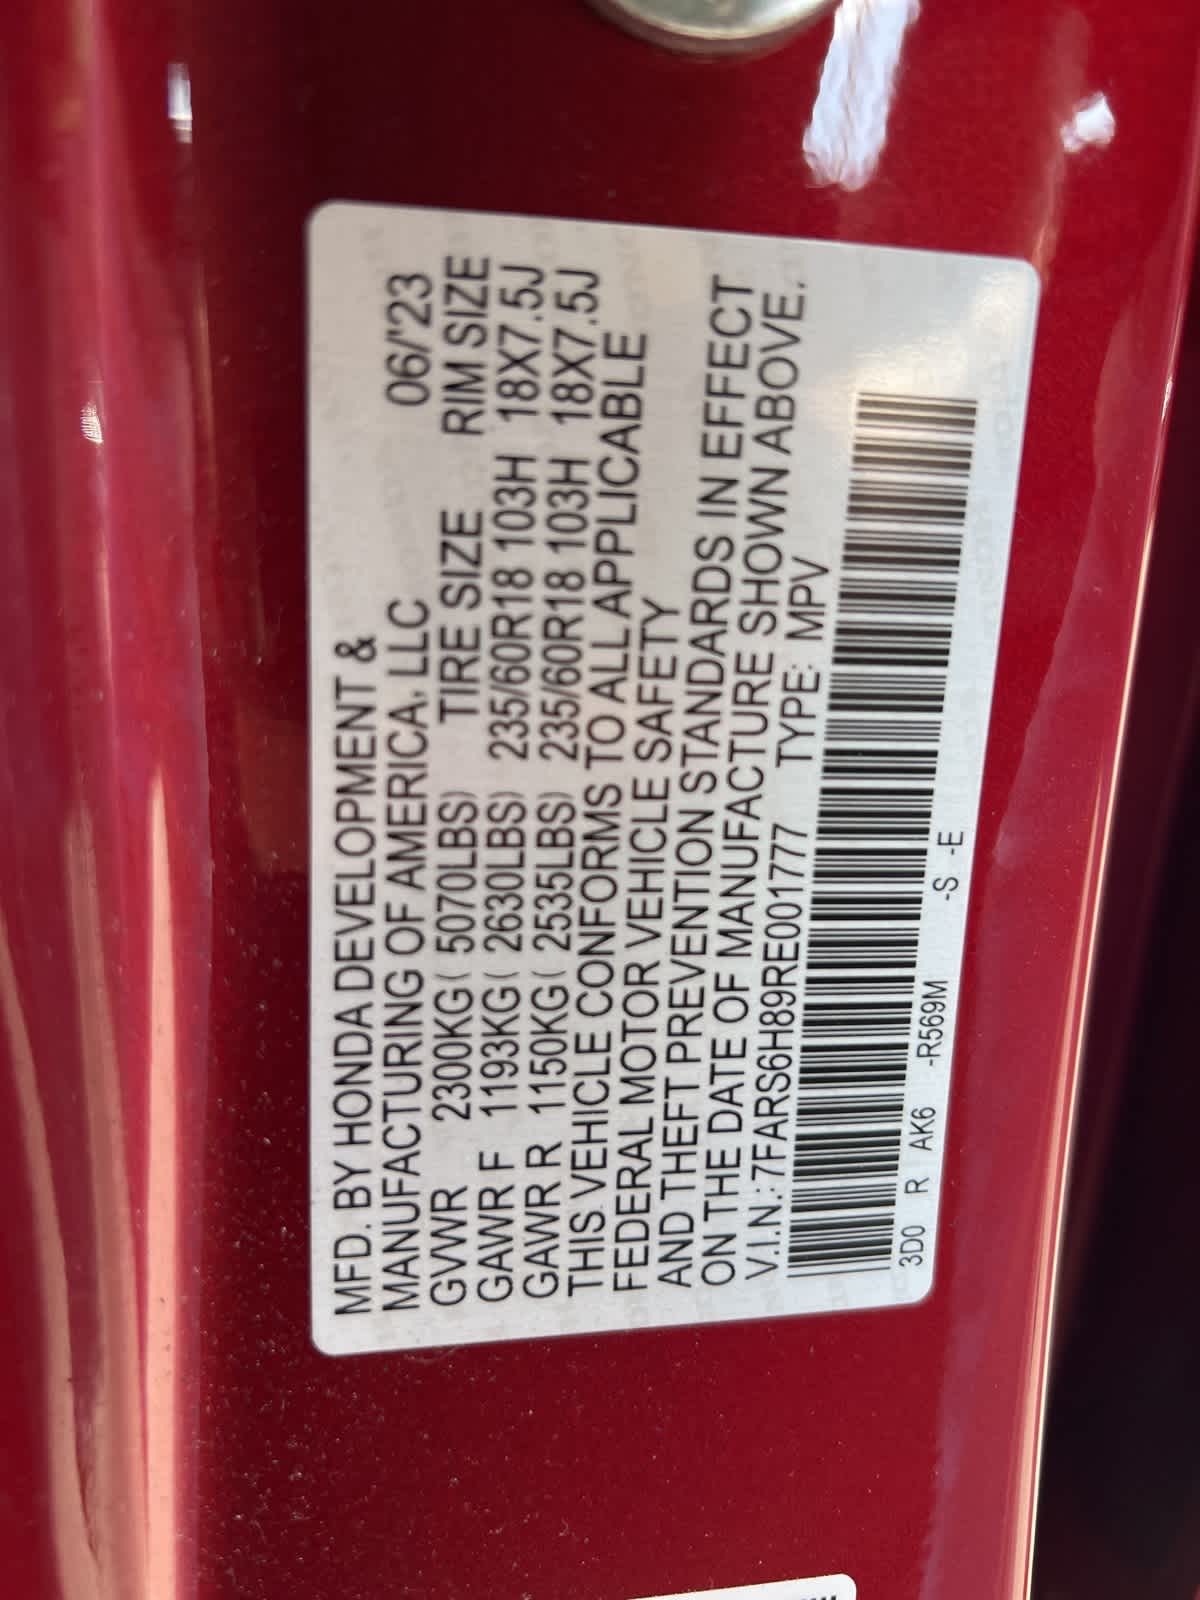 MFD. BY HONDA DEVELOPMENT &
MANUFACTURING OF AMERICA, LLC 06/'23
GVWR 2300KG( 5070LBS) TIRE SIZE RIM SIZE
GAWR F 1193KG( 2630LBS) 235/60R18 103H 18X7.5J
GAWR R 1150KG( 2535LBS) 235/60R18 103H 18X7.5J
THIS VEHICLE CONFORMS TO ALL APPLICABLE
FEDERAL MOTOR VEHICLE SAFETY
AND THEFT PREVENTION STANDARDS IN EFFECT
ON THE DATE OF MANUFACTURE SHOWN ABOVE.
V.I.N.: 7FARS6H89RE001777 TYPE: MPV
3D0 R AK6 -R569M -S -E